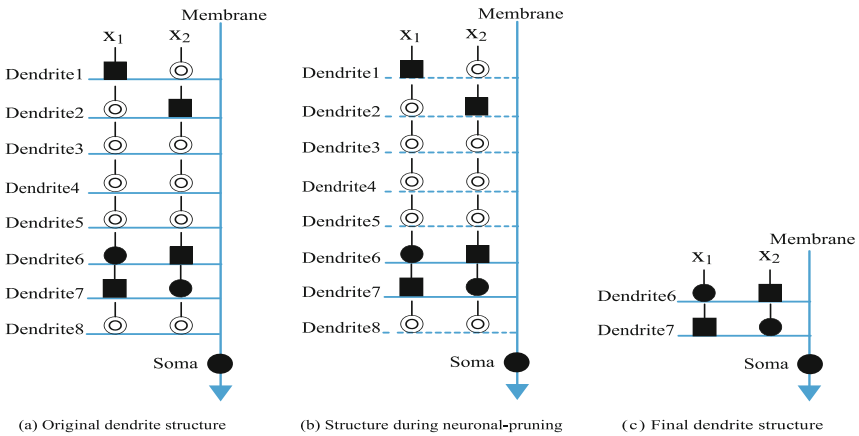 Membrane
X1 X2
Dendrite1
Dendrite2
Dendrite3
Dendrite4
Dendrite5
Dendrite6
Dendrite7
Dendrite8
Soma
(a) Original dendrite structure
Membrane
X1 X2
Dendrite1
Dendrite2
Dendrite3
Dendrite4
Dendrite5
Dendrite6
Dendrite7
Dendrite8
Soma
(b) Structure during neuronal-pruning
Membrane
X1 X2
Dendrite6
Dendrite7
Soma
(c) Final dendrite structure